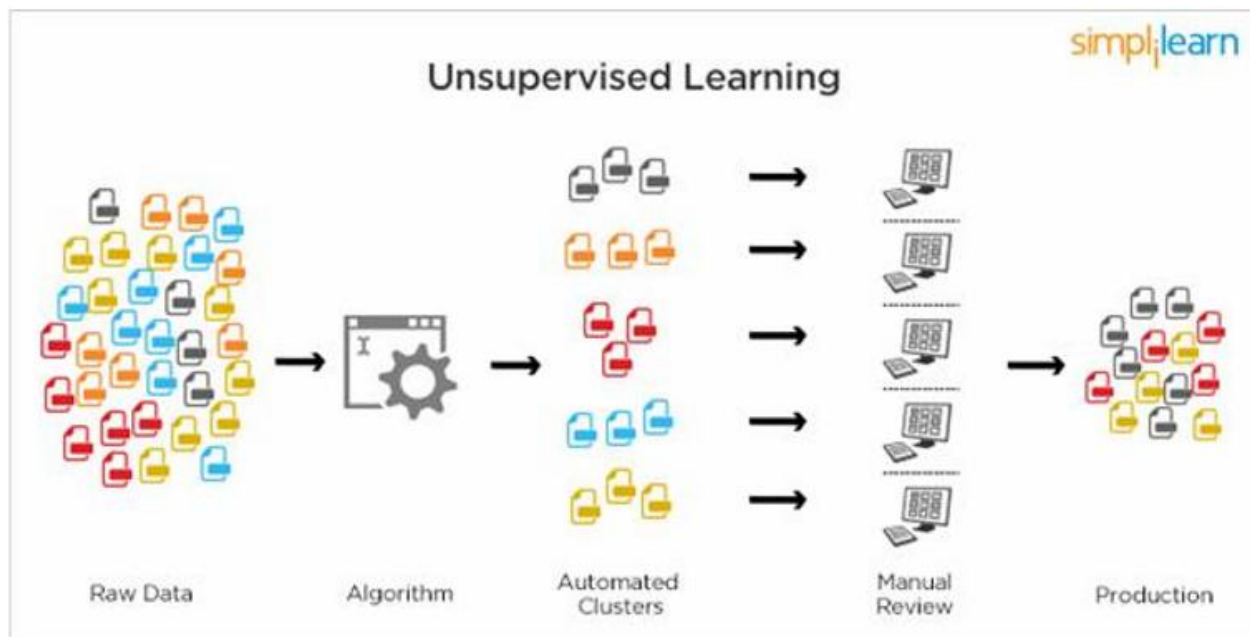 simplilearn
Unsupervised Learning
Raw Data
Algorithm
Automated
Clusters
Manual
Review
Production